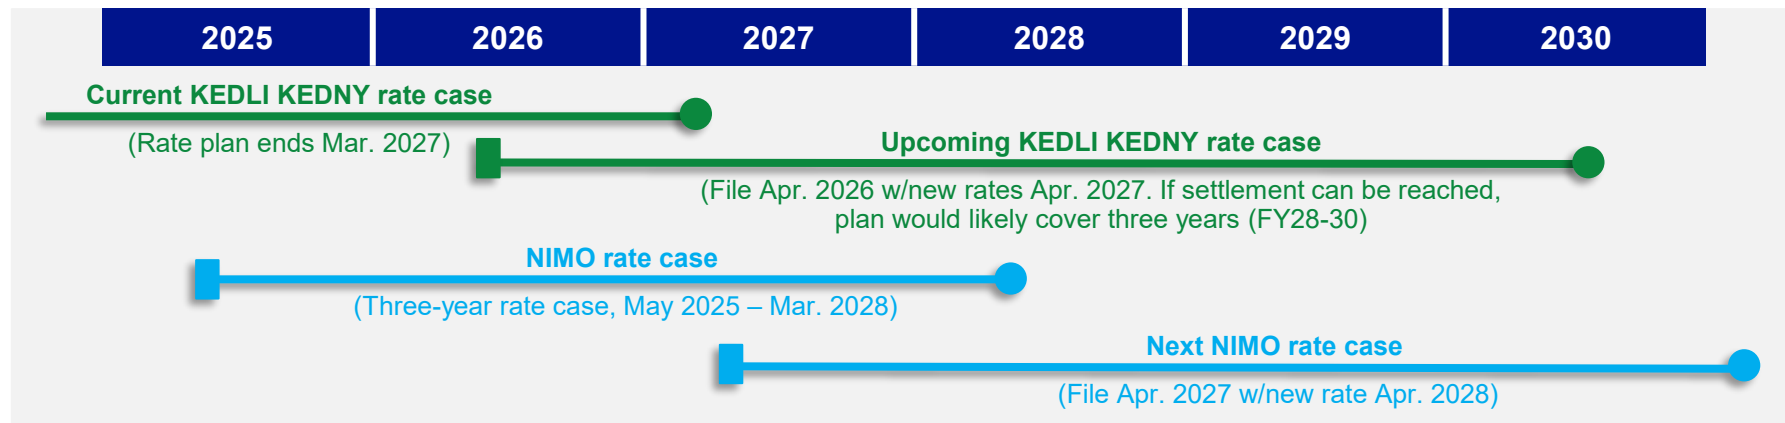 2025 2026 2027 2028 2029 2030
Current KEDLI KEDNY rate case
(Rate plan ends Mar. 2027)
Upcoming KEDLI KEDNY rate case
(File Apr. 2026 w/new rates Apr. 2027. If settlement can be reached,
plan would likely cover three years (FY28-30)
NIMO rate case
(Three-year rate case, May 2025 – Mar. 2028)
Next NIMO rate case
(File Apr. 2027 w/new rate Apr. 2028)